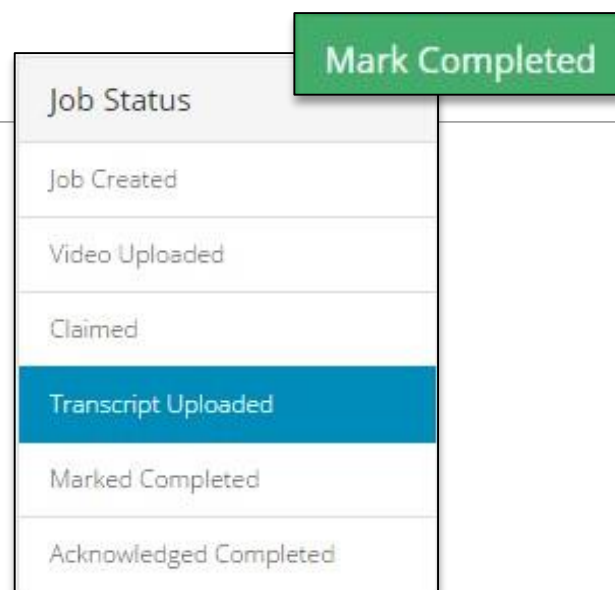 Mark Completed
Job Status
Job Created
Video Uploaded
Claimed
Transcript Uploaded
Marked Completed
Acknowledged Completed